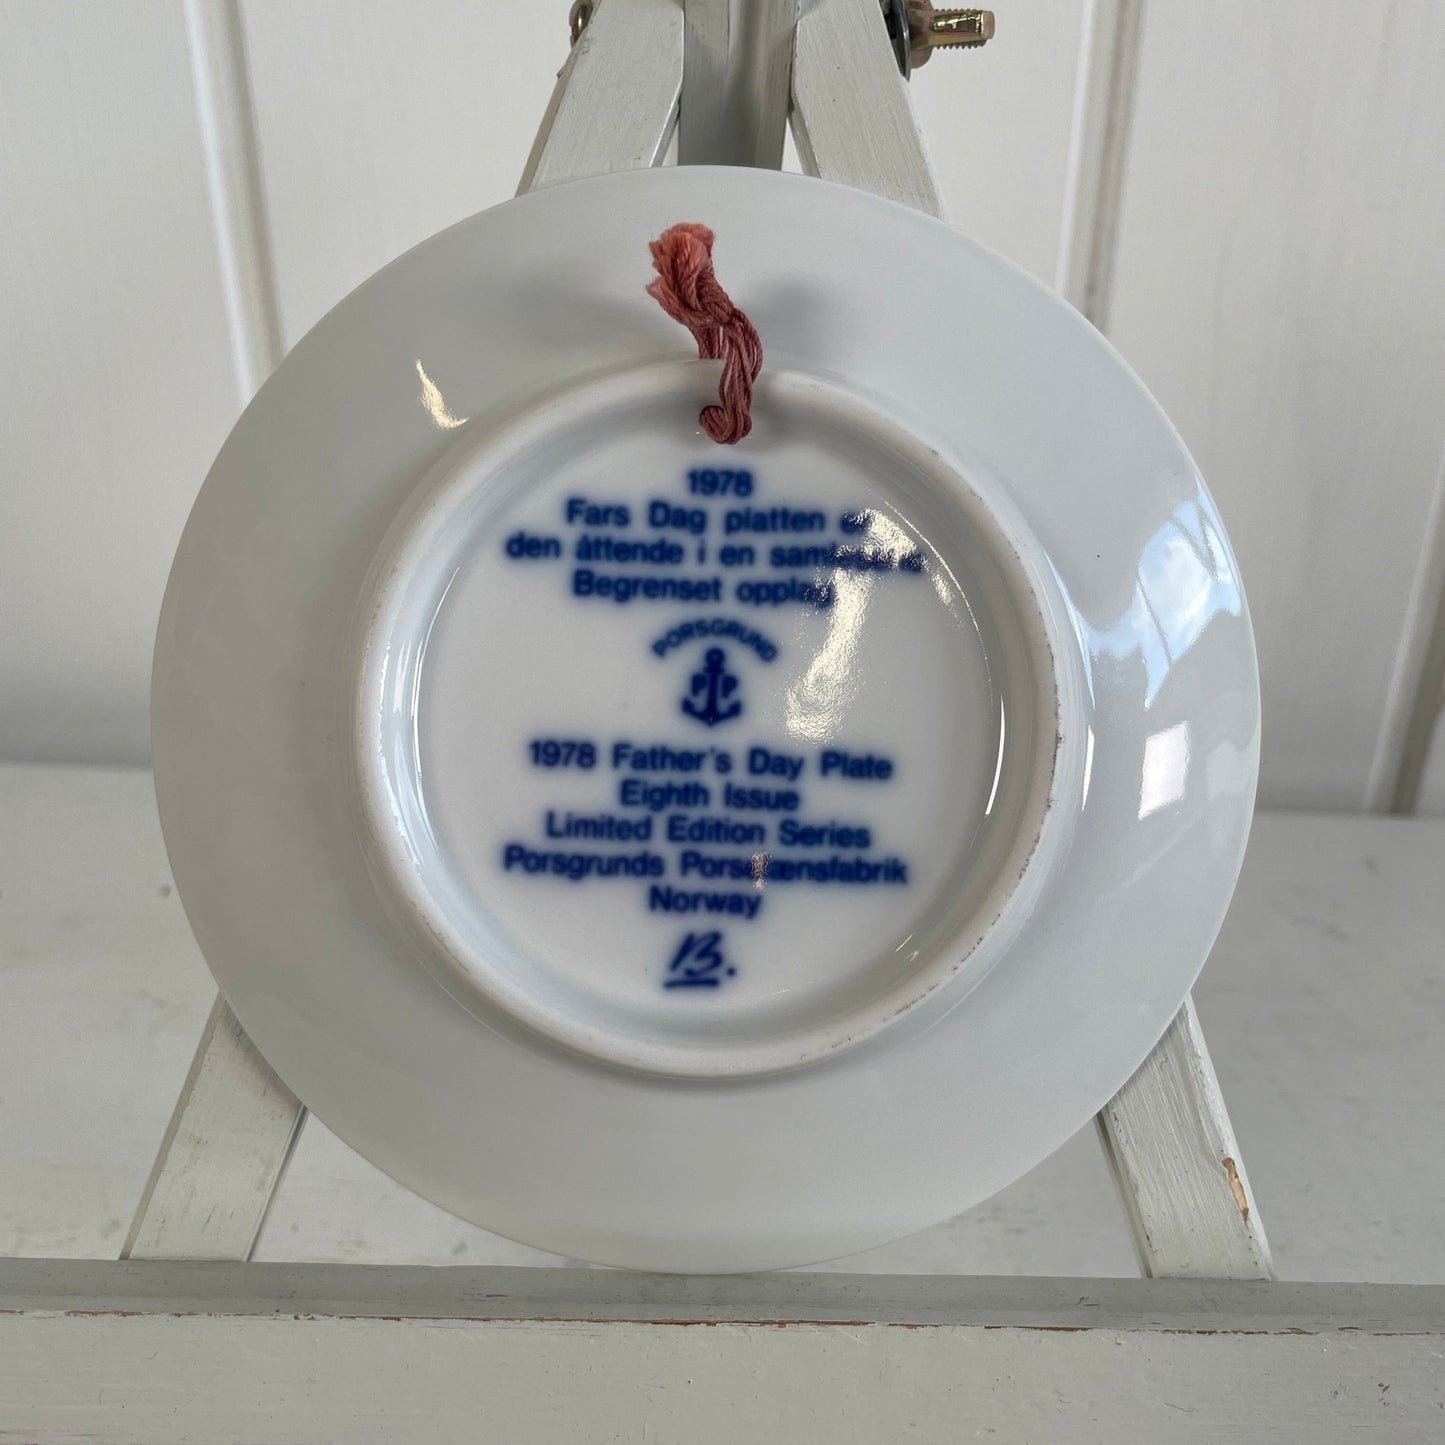 1978
Fars Dag platten
den åttende i en
Begrenset opplag
PORSGRUND
P P
1978 Father's Day Plate
Eighth Issue
Limited Edition Series
Porsgrunds Porselænsfabrik
Norway
B.